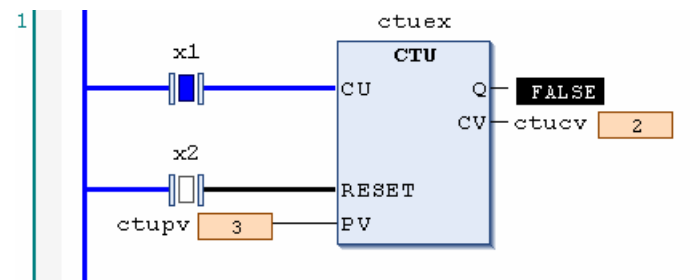 1
ctuex
x1
CTU
CU
Q
FALSE
CV
ctucv
2
x2
RESET
ctupv
3
PV